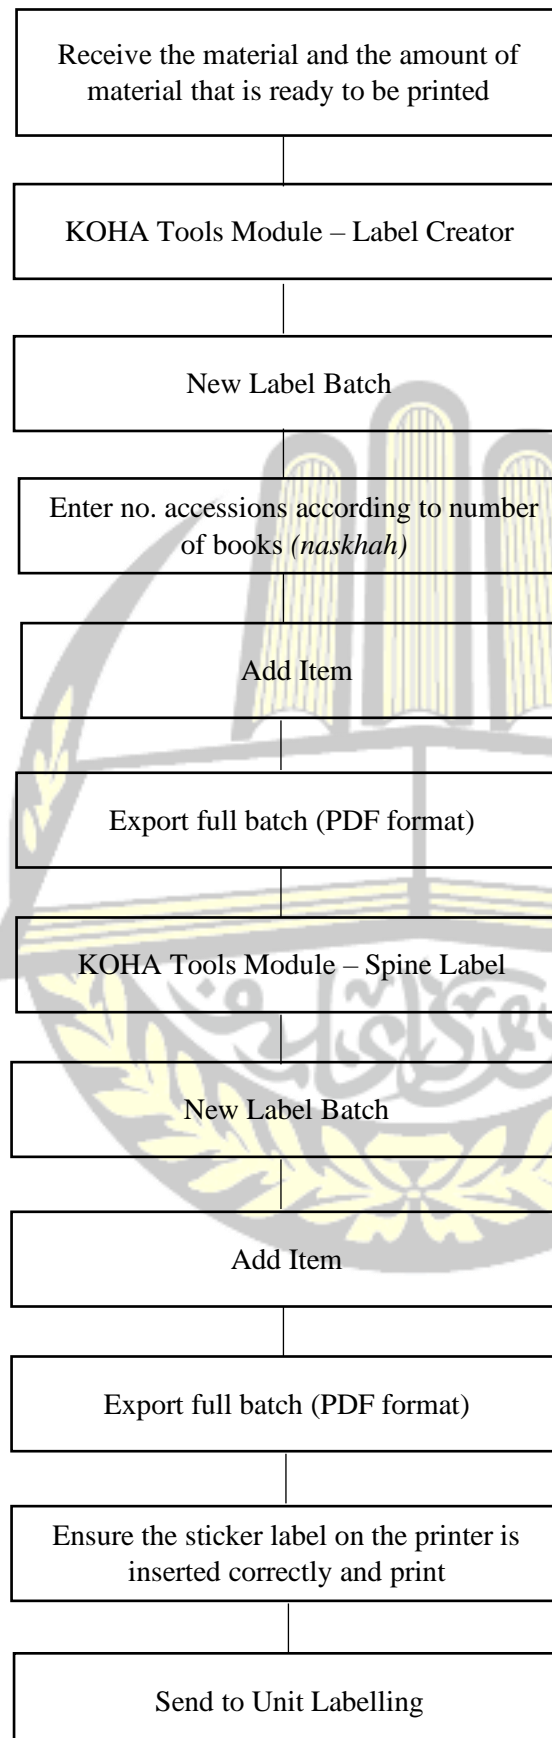 Receive the material and the amount of
material that is ready to be printed
KOHA Tools Module – Label Creator
New Label Batch
Enter no. accessions according to number
of books (naskhah)
Add Item
Export full batch (PDF format)
KOHA Tools Module – Spine Label
New Label Batch
Add Item
Export full batch (PDF format)
Ensure the sticker label on the printer is
inserted correctly and print
Send to Unit Labelling